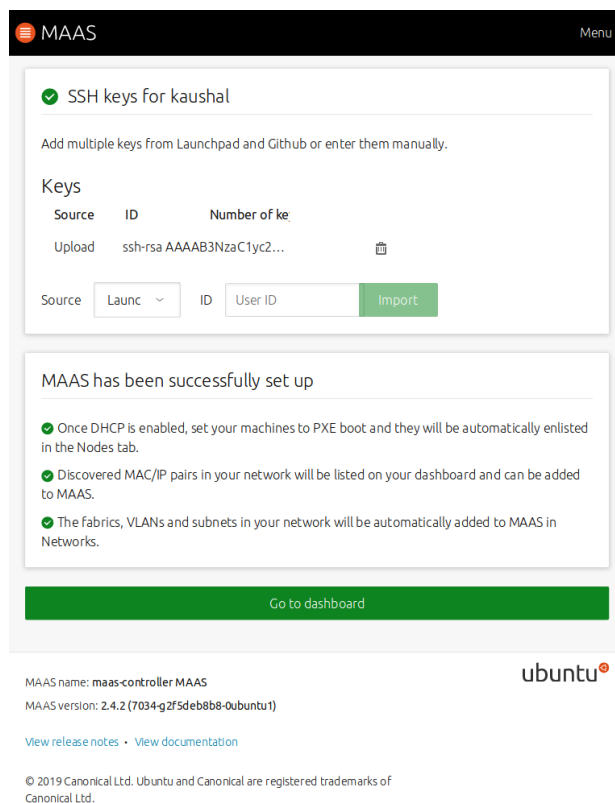 MAAS
Menu
SSH keys for kaushal
Add multiple keys from Launchpad and Github or enter them manually.
Keys
Source ID Number of ke
Upload ssh-rsa AAAAB3NzaC1yc2...
Source Launc ID User ID Import
MAAS has been successfully set up
Once DHCP is enabled, set your machines to PXE boot and they will be automatically enlisted
in the Nodes tab.
Discovered MAC/IP pairs in your network will be listed on your dashboard and can be added
to MAAS.
The fabrics, VLANs and subnets in your network will be automatically added to MAAS in
Networks.
Go to dashboard
ubuntu
MAAS name: maas-controller MAAS
MAAS version: 2.4.2 (7034-g2f5deb8b8-0ubuntu1)
View release notes • View documentation
© 2019 Canonical Ltd. Ubuntu and Canonical are registered trademarks of
Canonical Ltd.